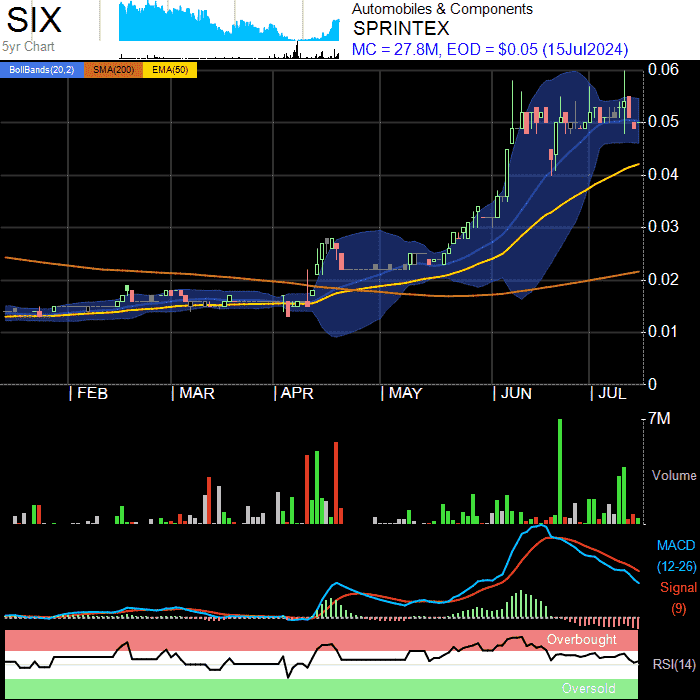 SIX
5yr Chart
Automobiles & Components
SPRINTEX
MC = 27.8M, EOD = $0.05 (15Jul2024)
BollBands(20,2) SMA(200) EMA(50)
0.06
0.05
0.04
0.03
0.02
0.01
0
FEB MAR APR MAY JUN JUL
7M
Volume
MACD
(12-26)
Signal
(9)
Overbought
RSI(14)
Oversold